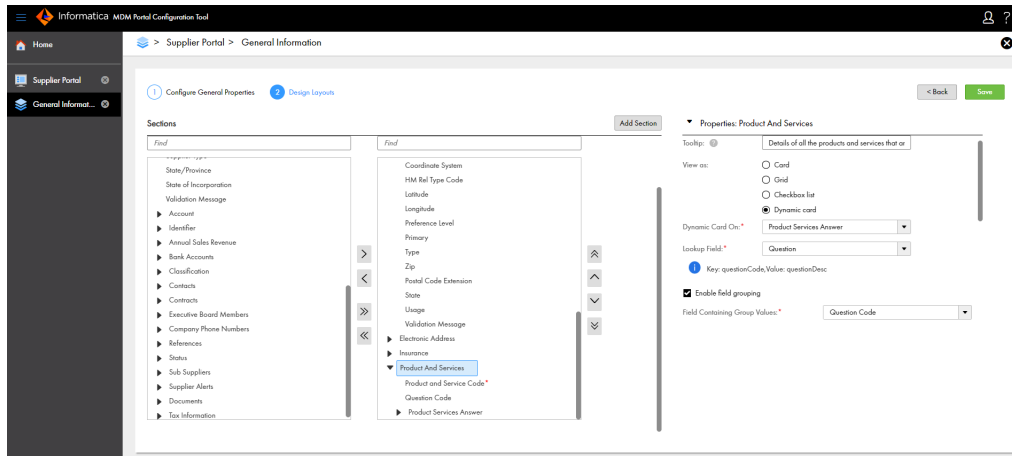 Informatica MDM Portal Configuration Tool
?
Home
Supplier Portal
General Informat...
> Supplier Portal > General Information
1 Configure General Properties 2 Design Layouts
< Back
Save
Sections
Add Section
Find
State/Province
State of Incorporation
Validation Message
Account
Identifier
Annual Sales Revenue
Bank Accounts
Classification
Contacts
Contracts
Executive Board Members
Company Phone Numbers
References
Status
Sub Suppliers
Supplier Alerts
Documents
Tax Information
Find
Coordinate System
HM Rel Type Code
Latitude
Longitude
Preference Level
Primary
Type
Zip
Postal Code Extension
State
Usage
Validation Message
Electronic Address
Insurance
Product And Services
Product and Service Code*
Question Code
Product Services Answer
Properties: Product And Services
Tooltip: ? Details of all the products and services that ar
View as:
Card
Grid
Checkbox list
Dynamic card
Dynamic Card On:* Product Services Answer
Lookup Field:* Question
i Key: questionCode,Value: questionDesc
Enable field grouping
Field Containing Group Values:* Question Code